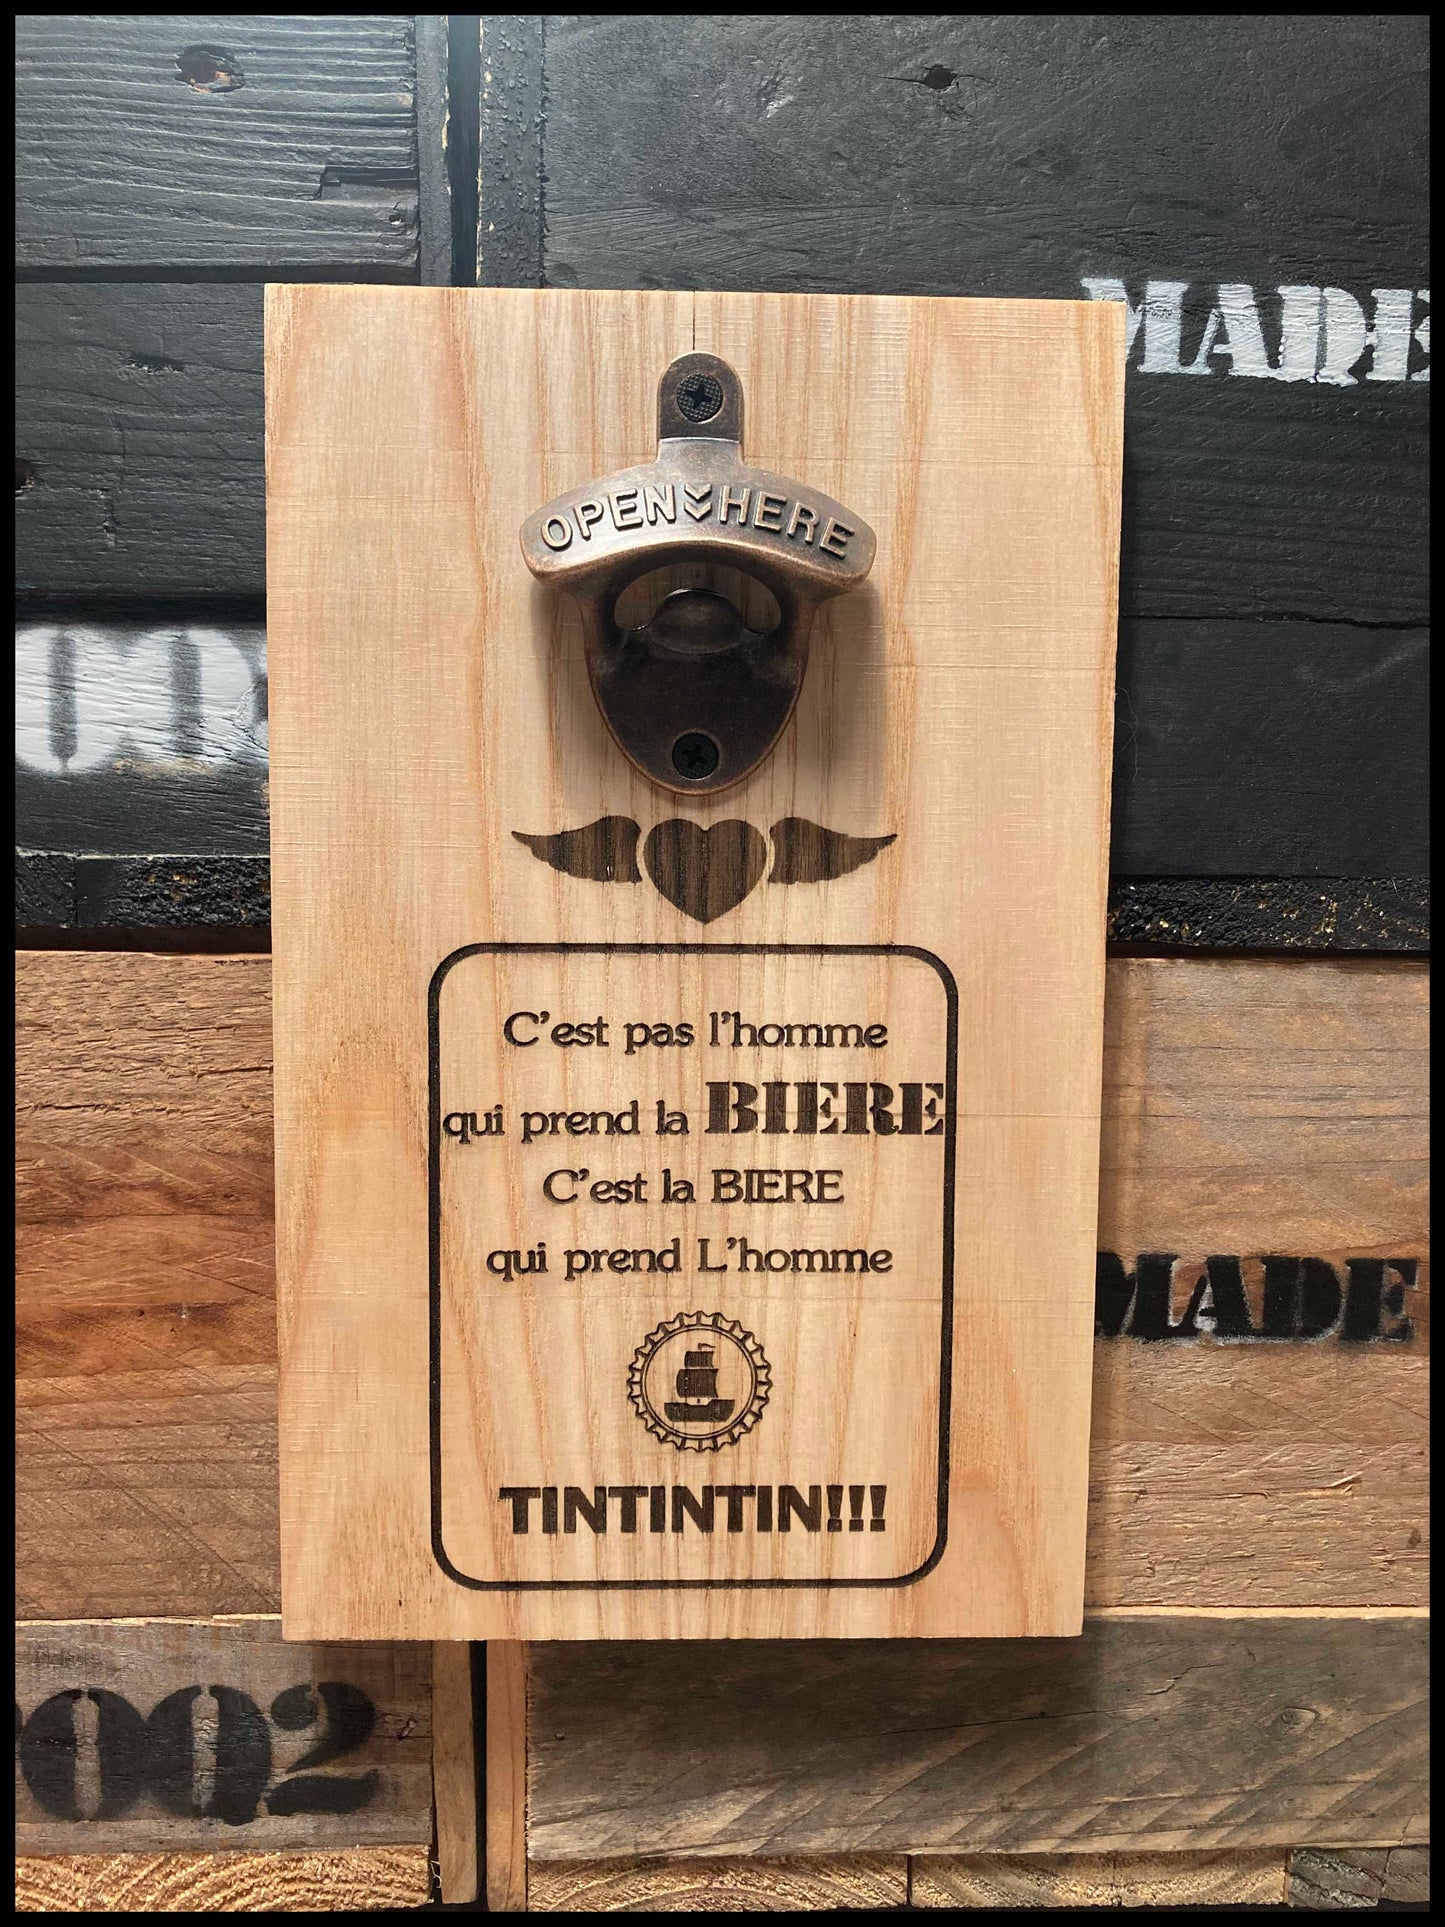 MADE
OPEN HERE
C'est pas l'homme
qui prend la BIERE
C'est la BIERE
qui prend L'homme
TINTINTIN!!!
MADE
002